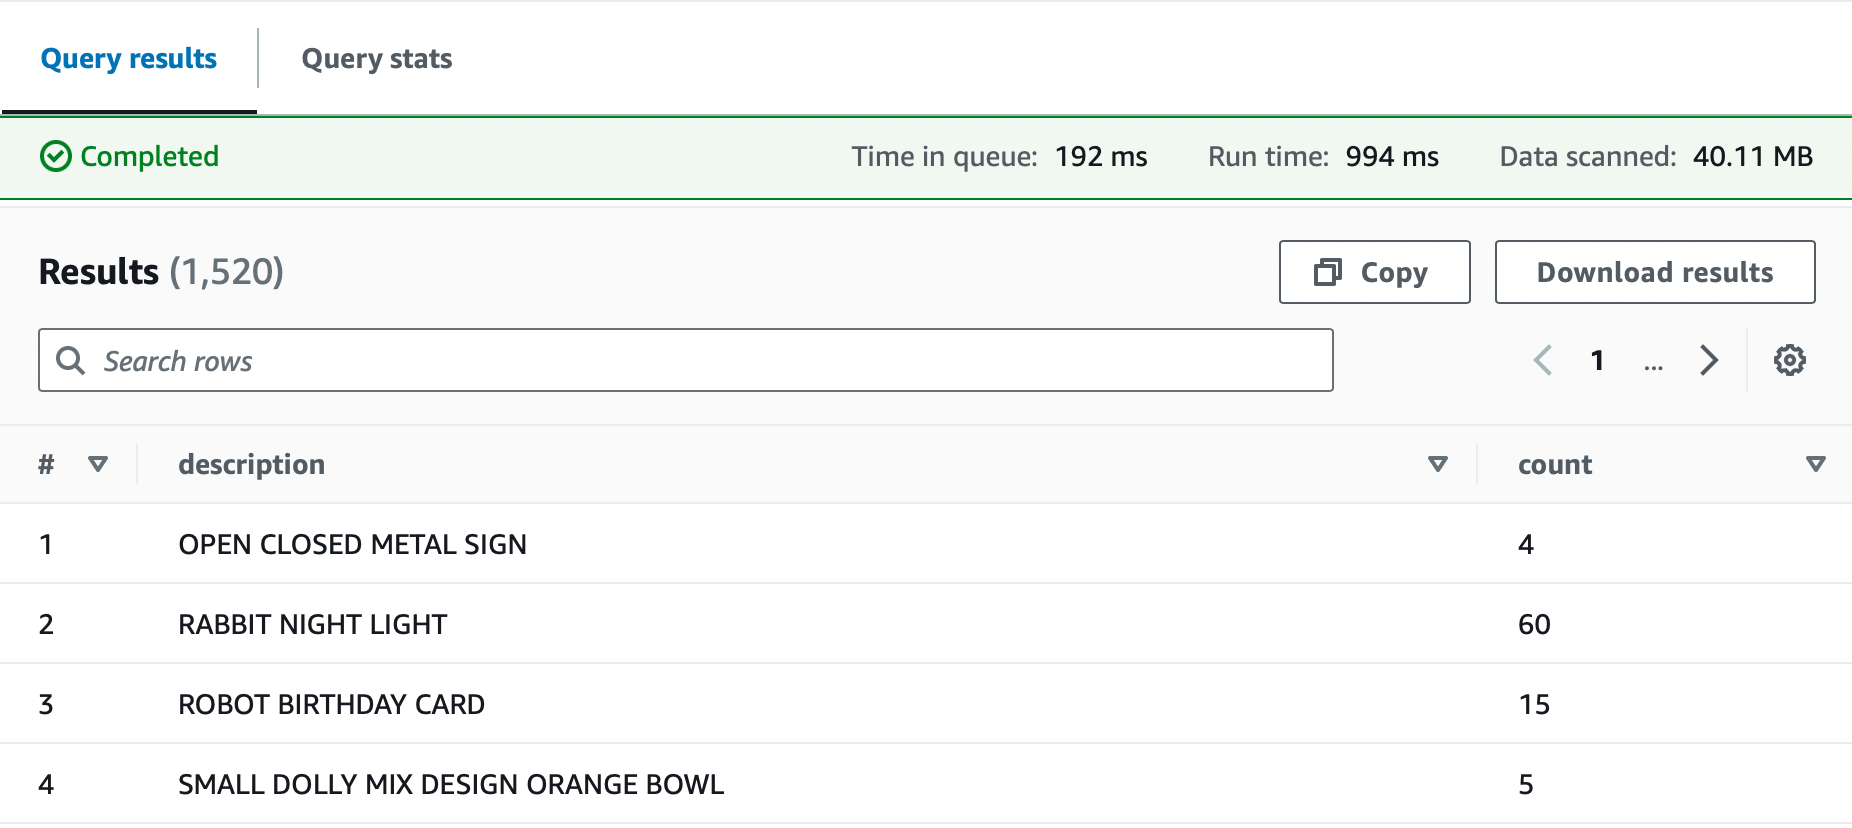 Query results Query stats
Completed Time in queue: 192 ms Run time: 994 ms Data scanned: 40.11 MB
Results (1,520) Copy Download results
Search rows 1 ...
# description count
1 OPEN CLOSED METAL SIGN 4
2 RABBIT NIGHT LIGHT 60
3 ROBOT BIRTHDAY CARD 15
4 SMALL DOLLY MIX DESIGN ORANGE BOWL 5